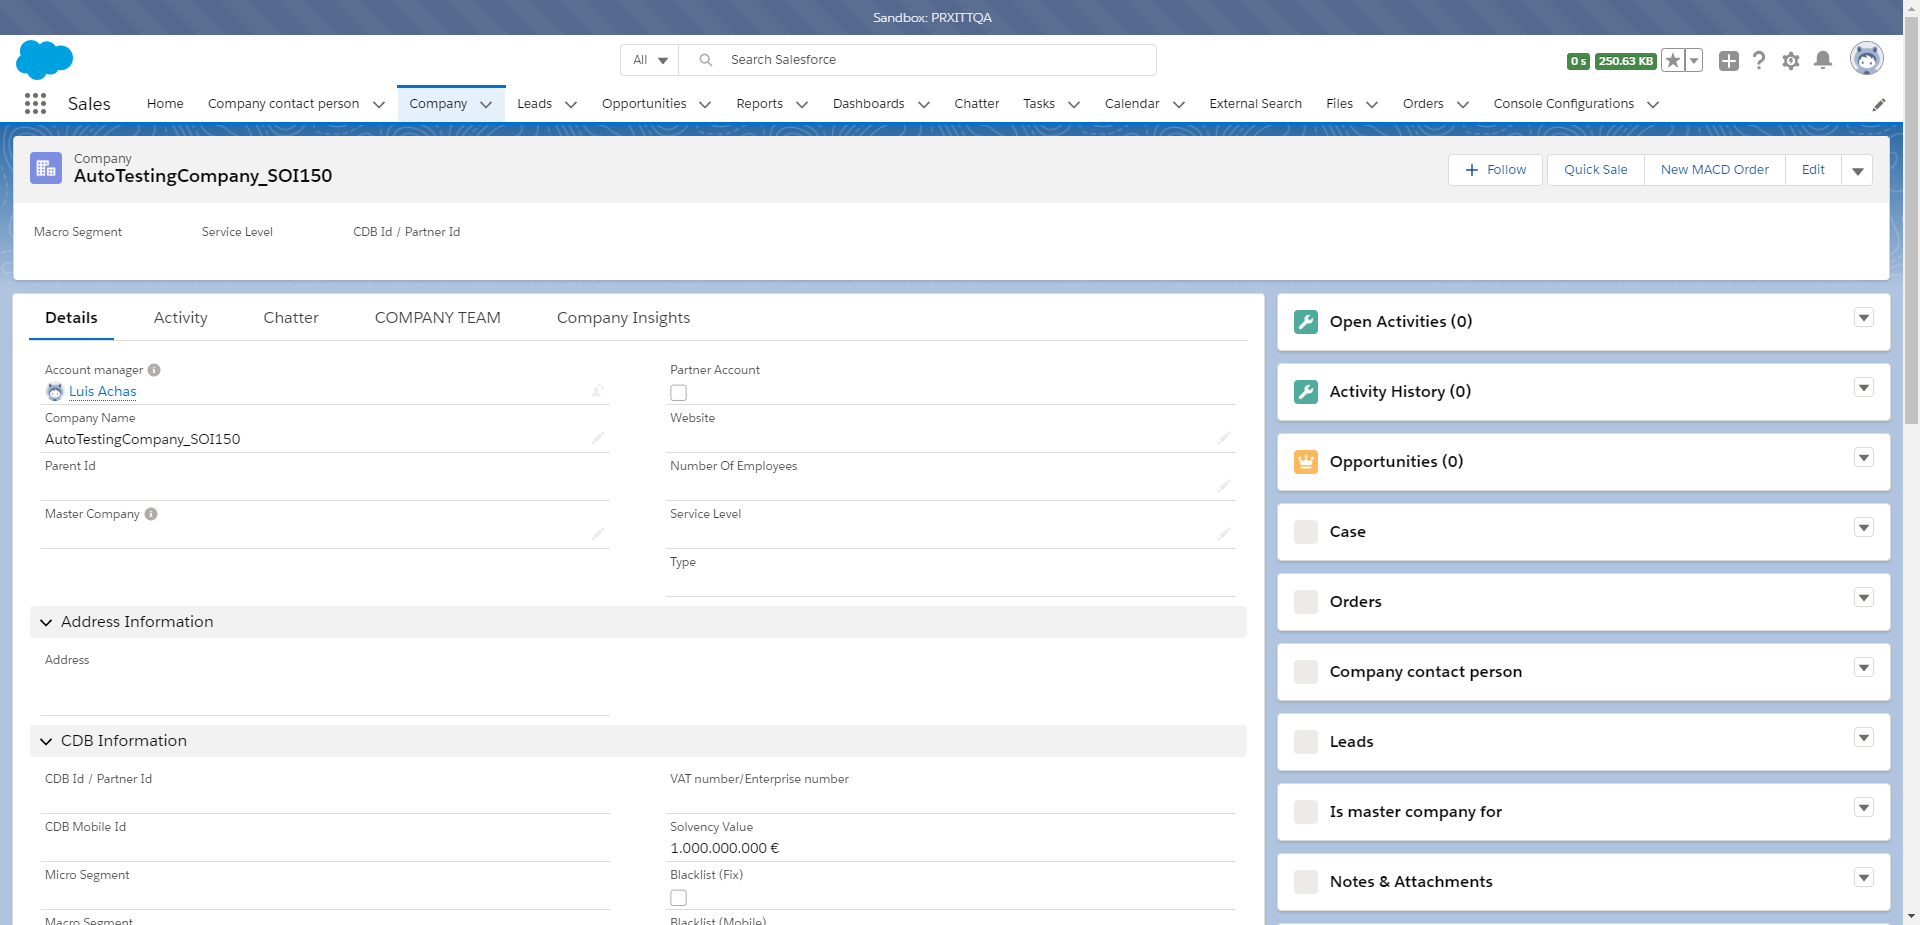 Sandbox: PRXITTQA
All
Search Salesforce
0 s
250.63 KB
Sales
Home
Company contact person
Company
Leads
Opportunities
Reports
Dashboards
Chatter
Tasks
Calendar
External Search
Files
Orders
Console Configurations
Company
AutoTestingCompany_SOI150
Follow
Quick Sale
New MACD Order
Edit
Macro Segment
Service Level
CDB Id / Partner Id
Details
Activity
Chatter
COMPANY TEAM
Company Insights
Account manager
Luis Achas
Company Name
AutoTestingCompany_SOI150
Parent Id
Master Company
Partner Account
Website
Number Of Employees
Service Level
Type
Address Information
Address
CDB Information
CDB Id / Partner Id
CDB Mobile Id
Micro Segment
Macro Segment
VAT number/Enterprise number
Solvency Value
1.000.000.000 €
Blacklist (Fix)
Blacklist (Mobile)
Open Activities (0)
Activity History (0)
Opportunities (0)
Case
Orders
Company contact person
Leads
Is master company for
Notes & Attachments